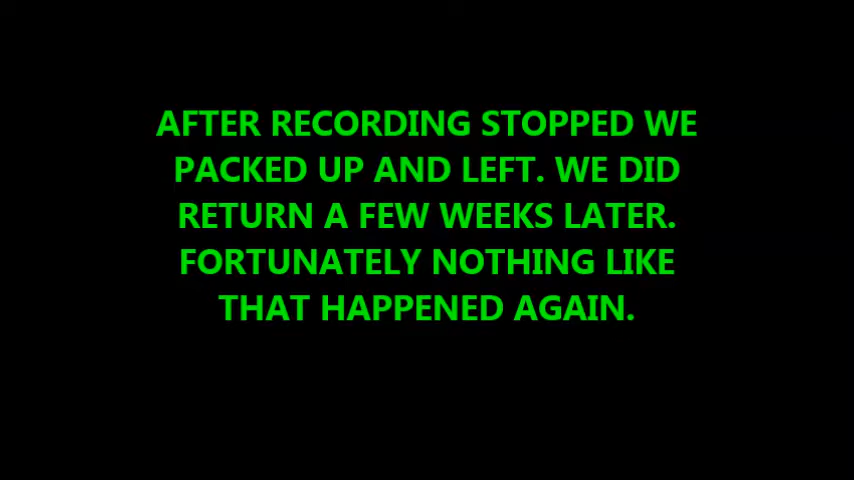 AFTER RECORDING STOPPED WE
PACKED UP AND LEFT. WE DID
RETURN A FEW WEEKS LATER.
FORTUNATELY NOTHING LIKE
THAT HAPPENED AGAIN.